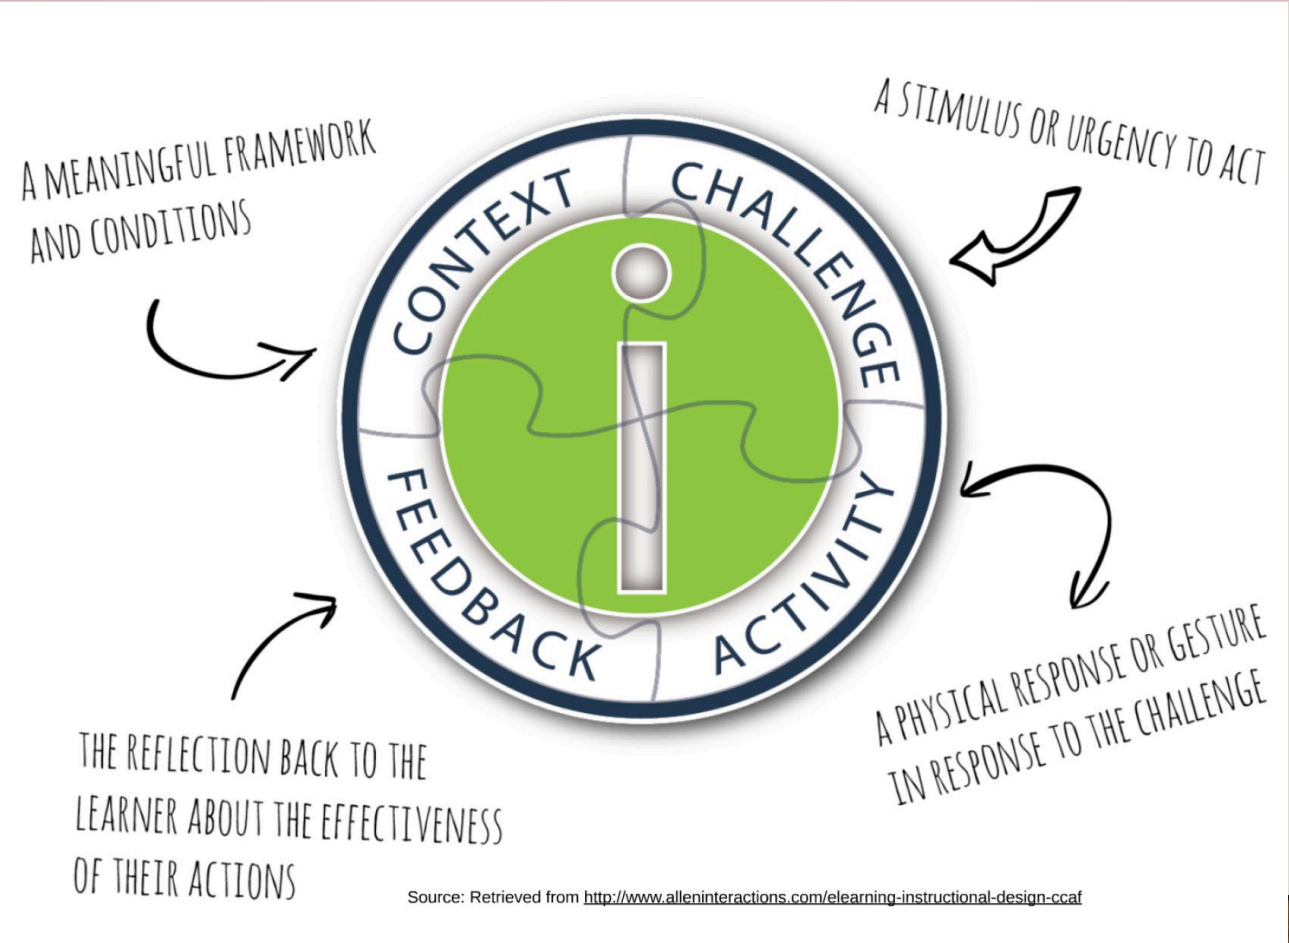 A MEANINGFUL FRAMEWORK
AND CONDITIONS
A STIMULUS OR URGENCY TO ACT
CONTEXT
CHALLENGE
i
FEEDBACK
ACTIVITY
A PHYSICAL RESPONSE OR GESTURE
IN RESPONSE TO THE CHALLENGE
THE REFLECTION BACK TO THE
LEARNER ABOUT THE EFFECTIVENESS
OF THEIR ACTIONS
Source: Retrieved from http://www.alleninteractions.com/elearning-instructional-design-ccaf